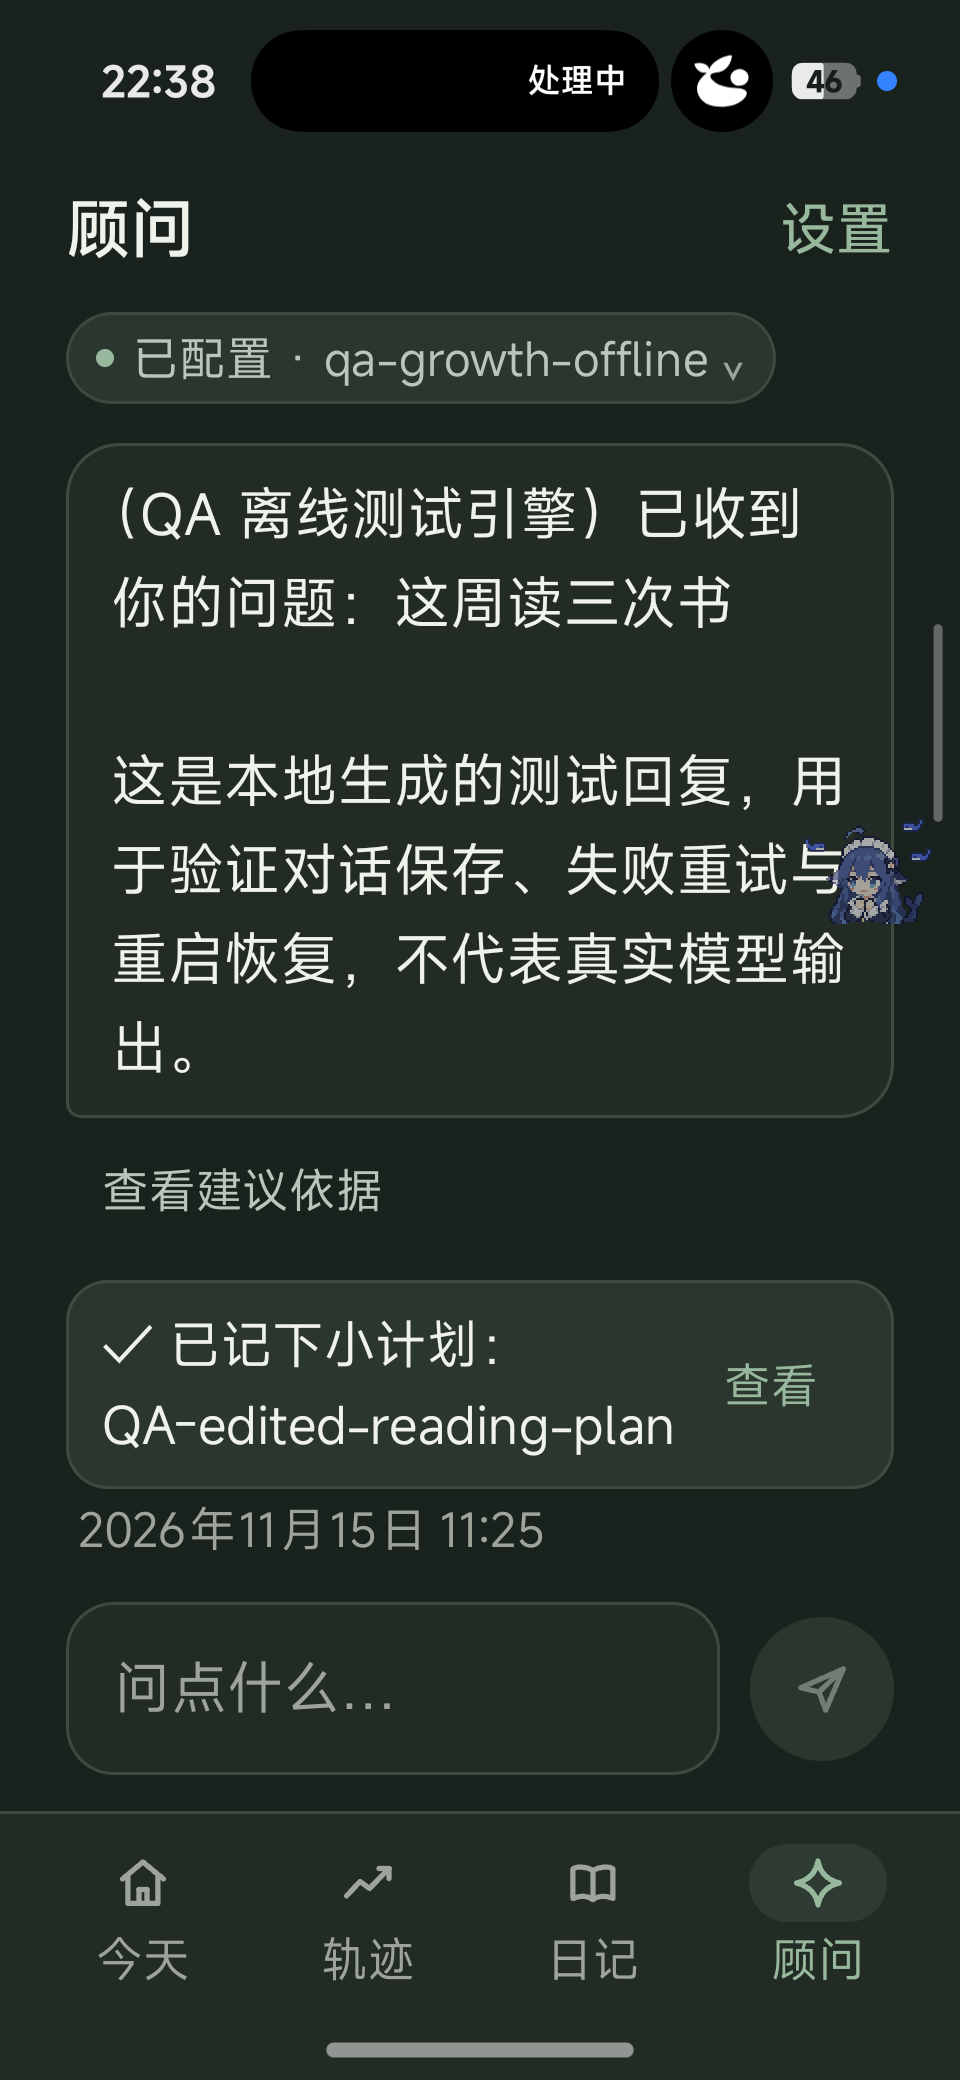 22:38 处理中 46
顾问 设置
已配置 · qa-growth-offline
(QA 离线测试引擎) 已收到
你的问题：这周读三次书
这是本地生成的测试回复，用
于验证对话保存、失败重试与
重启恢复，不代表真实模型输
出。
查看建议依据
已记下小计划：
QA-edited-reading-plan
查看
2026年11月15日 11:25
问点什么...
今天 轨迹 日记 顾问